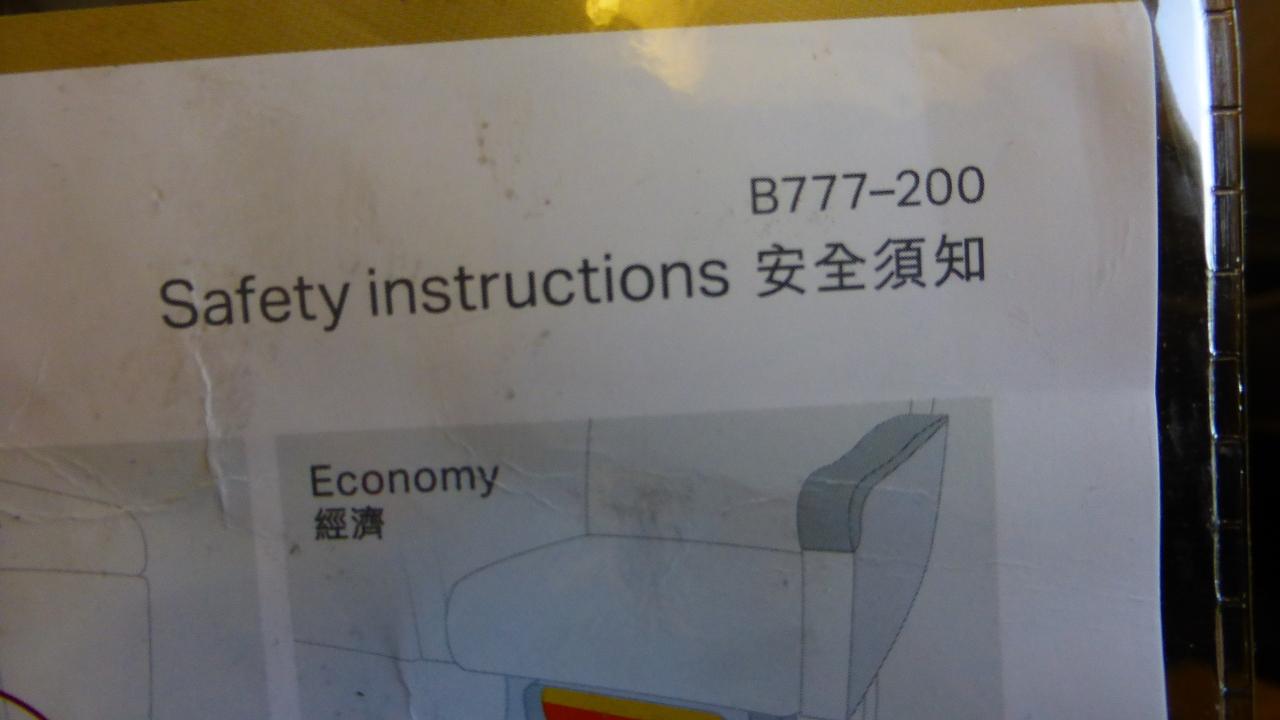 B777–200
Safety instructions 安全須知
Economy
經濟